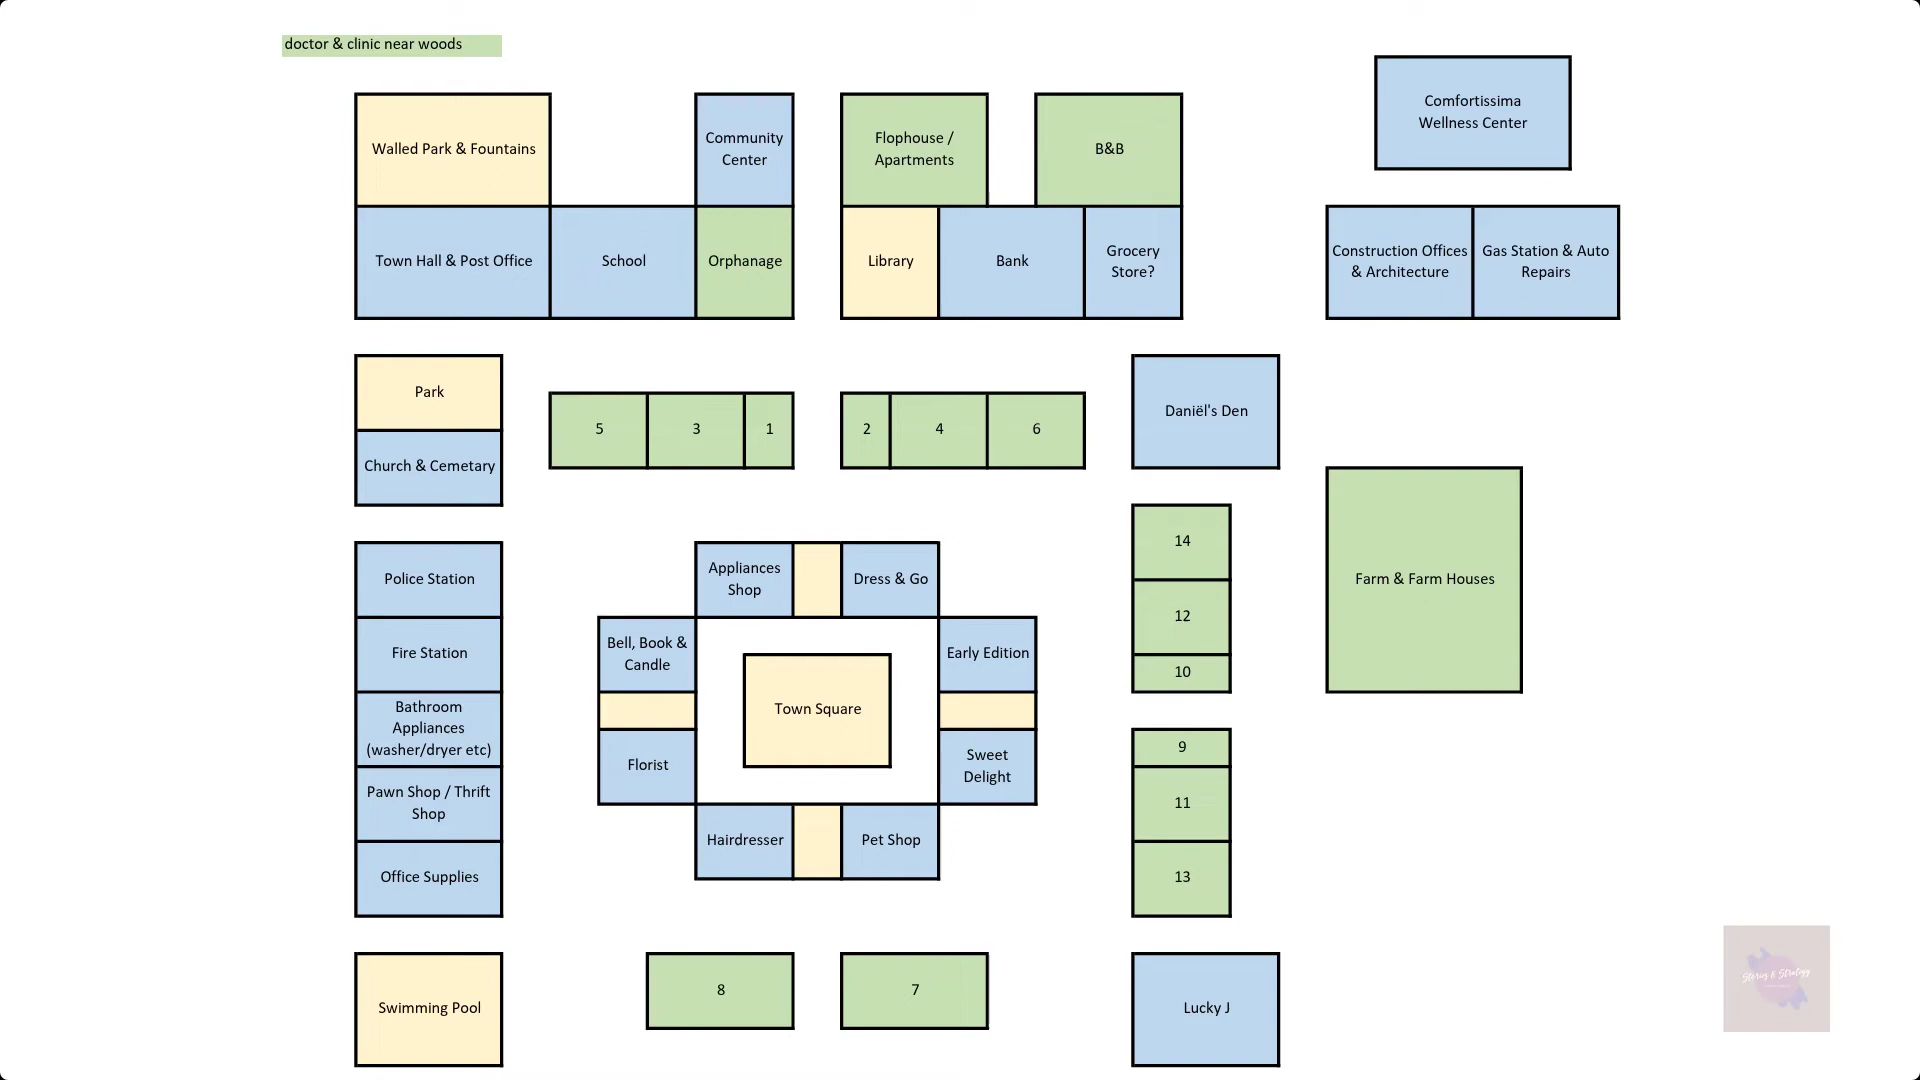 doctor & clinic near woods
Comfortissima
Wellness Center
Walled Park & Fountains
Community
Center
Flophouse /
Apartments
B&B
Town Hall & Post Office
School
Orphanage
Library
Bank
Grocery
Store?
Construction Offices
& Architecture
Gas Station & Auto
Repairs
Park
Church & Cemetary
5
3
1
2
4
6
Daniël's Den
14
12
10
Farm & Farm Houses
Police Station
Fire Station
Bathroom
Appliances
(washer/dryer etc)
Pawn Shop / Thrift
Shop
Office Supplies
Appliances
Shop
Dress & Go
Bell, Book &
Candle
Early Edition
Town Square
Florist
Sweet
Delight
Hairdresser
Pet Shop
9
11
13
Swimming Pool
8
7
Lucky J
Stories & Strategy